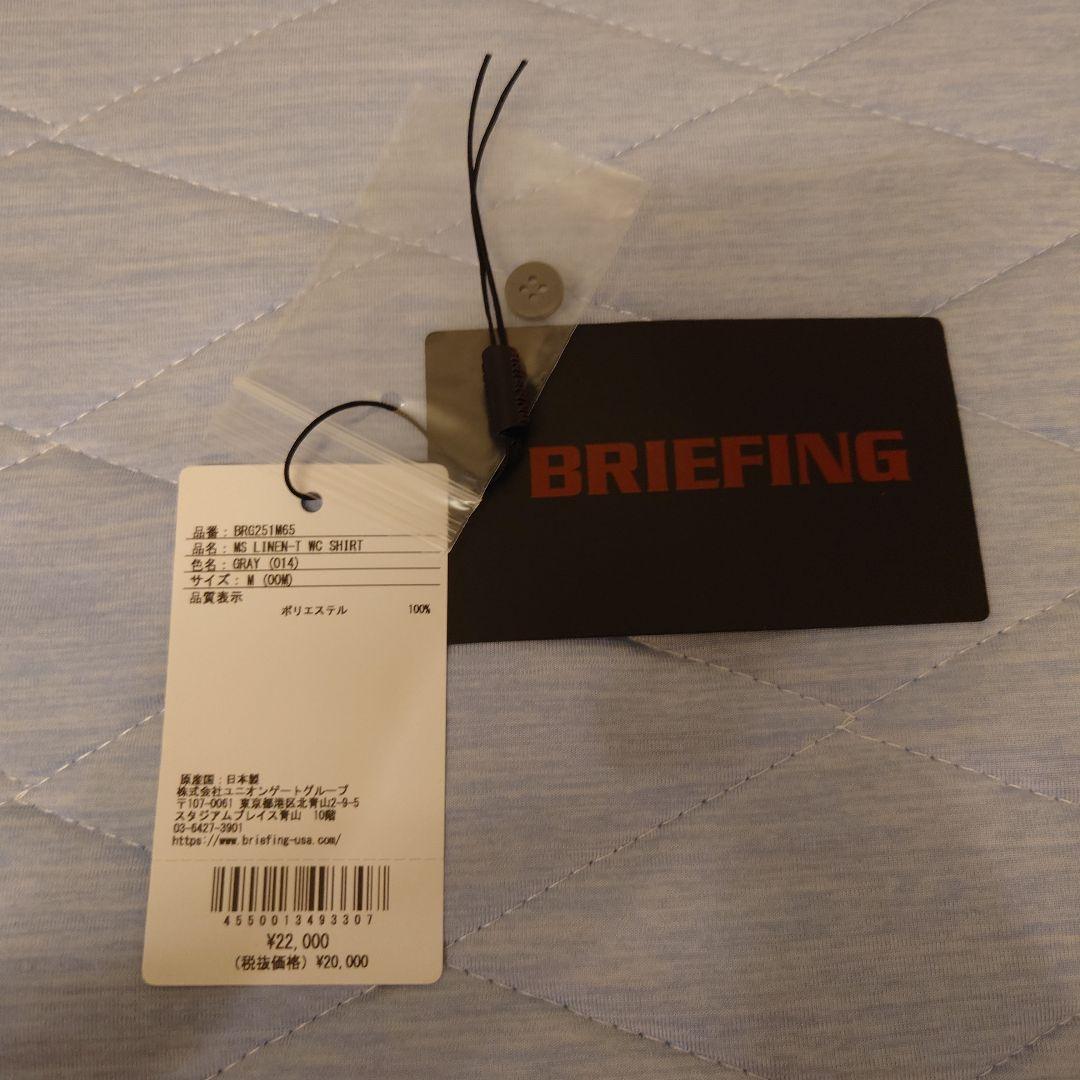 BRIEFING
品番：BRG251M65
品名：MS LINEN-T WC SHIRT
色名：GRAY (014)
サイズ：M (00M)
品質表示
ポリエステル 100%
原産国：日本製
株式会社ユニオンゲートグループ
〒107-0061 東京都港区北青山2-9-5
スタジアムプレイス青山 10階
03-6427-3901
https://www.briefing-usa.com/
4550013493307
¥22,000
(税抜価格) ¥20,000